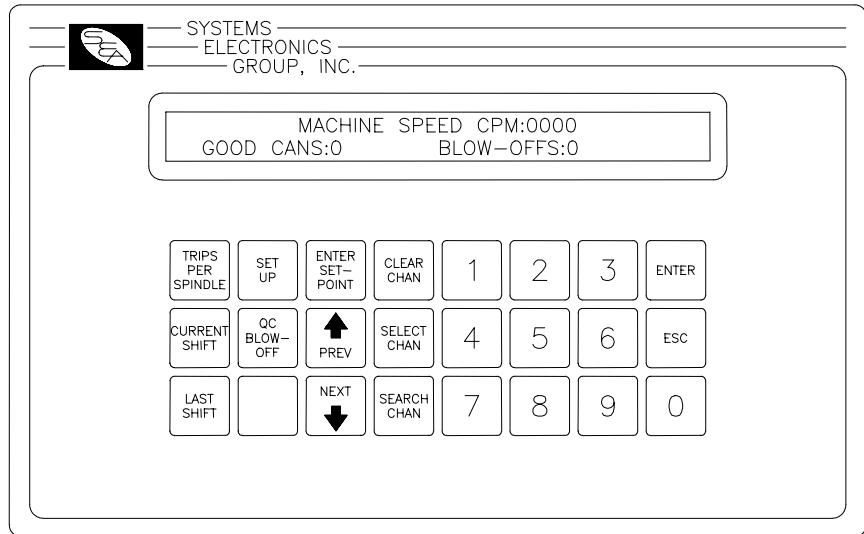 SEA
SYSTEMS
ELECTRONICS
GROUP, INC.
MACHINE SPEED CPM:0000
GOOD CANS:0 BLOW-OFFS:0
TRIPS
PER
SPINDLE
SET
UP
ENTER
SET-
POINT
CLEAR
CHAN
1
2
3
ENTER
CURRENT
SHIFT
QC
BLOW-
OFF
PREV
SELECT
CHAN
4
5
6
ESC
LAST
SHIFT
NEXT
SEARCH
CHAN
7
8
9
0